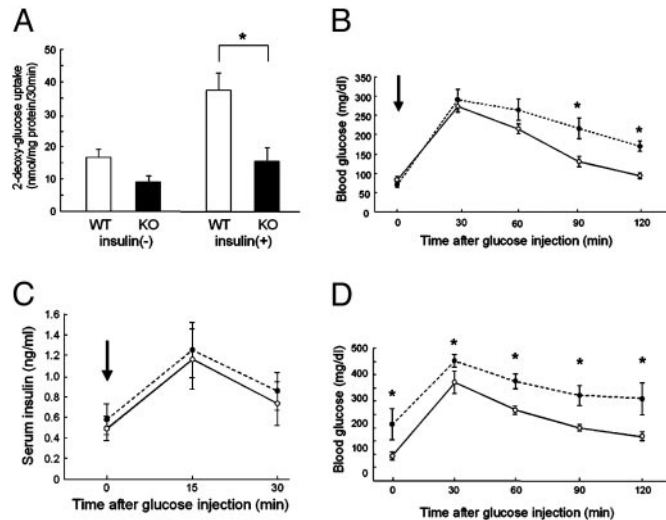 A
2-deoxy-glucose uptake
(nmol/mg protein/30min)
50
40
30
20
10
0
*
WT KO WT KO
insulin(-) insulin(+)
B
Blood glucose (mg/dl)
350
300
250
200
150
100
50
0
* *
0 30 60 90 120
Time after glucose injection (min)
C
Serum insulin (ng/ml)
1.6
1.4
1.2
1.0
0.8
0.6
0.4
0.2
0
0 15 30
Time after glucose injection (min)
D
Blood glucose (mg/dl)
500
400
300
200
100
0
* * * * *
0 30 60 90 120
Time after glucose injection (min)